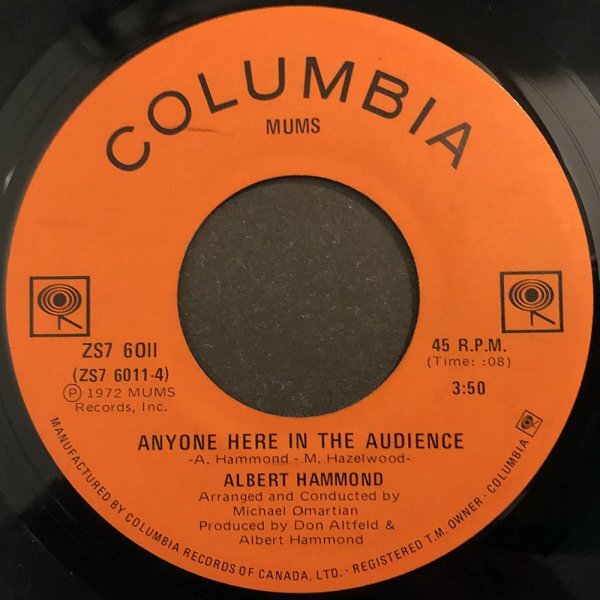 COLUMBIA
MUMS
ZS7 6011
(ZS7 6011-4)
Ⓟ 1972 MUMS
Records, Inc.
45 R.P.M.
(Time: :08)
3:50
ANYONE HERE IN THE AUDIENCE
-A. Hammond - M. Hazelwood-
ALBERT HAMMOND
Arranged and Conducted by
Michael Omartian
Produced by Don Altfeld &
Albert Hammond
MANUFACTURED BY COLUMBIA RECORDS OF CANADA, LTD. · REGISTERED T.M. OWNER · COLUMBIA